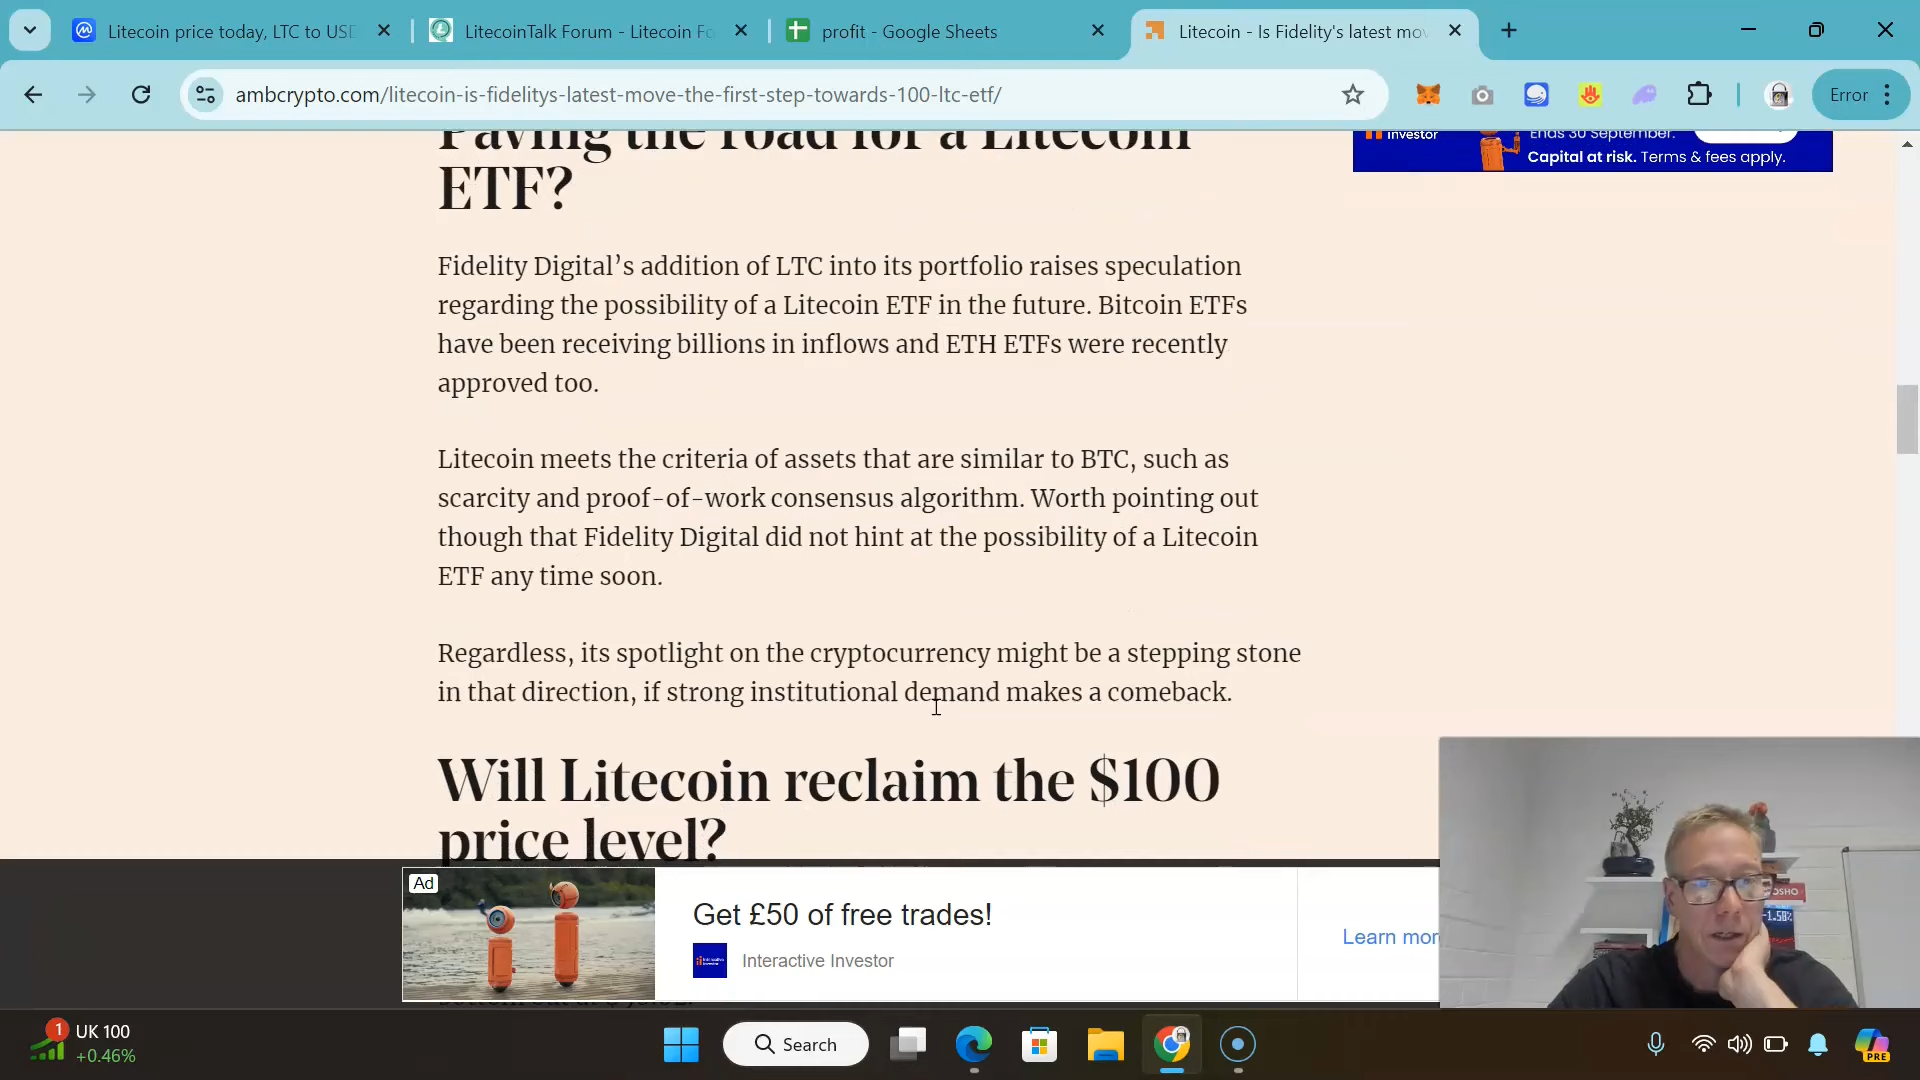 Litecoin price today, LTC to USD
LitecoinTalk Forum - Litecoin Fo
profit - Google Sheets
Litecoin - Is Fidelity's latest mov
ambcrypto.com/litecoin-is-fidelitys-latest-move-the-first-step-towards-100-ltc-etf/
Error
Paving the road for a Litecoin
ETF?
investor
Ends 30 September.
Capital at risk. Terms & fees apply.
Fidelity Digital’s addition of LTC into its portfolio raises speculation
regarding the possibility of a Litecoin ETF in the future. Bitcoin ETFs
have been receiving billions in inflows and ETH ETFs were recently
approved too.
Litecoin meets the criteria of assets that are similar to BTC, such as
scarcity and proof-of-work consensus algorithm. Worth pointing out
though that Fidelity Digital did not hint at the possibility of a Litecoin
ETF any time soon.
Regardless, its spotlight on the cryptocurrency might be a stepping stone
in that direction, if strong institutional demand makes a comeback.
Will Litecoin reclaim the $100
price level?
Ad
Get £50 of free trades!
Interactive Investor
Learn mor
OSHO
-1.58%
1
UK 100
+0.46%
Search
PRE